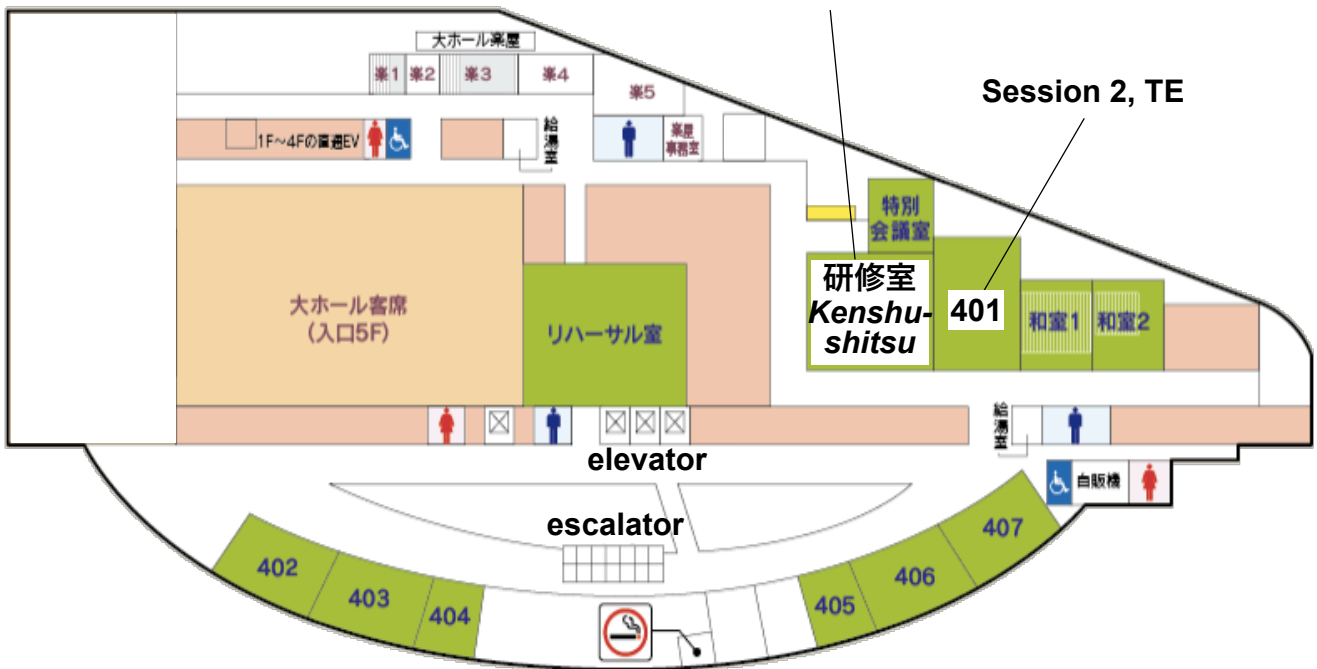 大ホール楽屋
楽1
楽2
楽3
楽4
楽5
Session 2, TE
1F～4Fの直通EV
給湯室
楽屋
事務室
特別
会議室
研修室
Kenshu-
shitsu
401
和室1
和室2
大ホール客席
(入口5F)
リハーサル室
給湯室
elevator
自販機
escalator
402
403
404
405
406
407